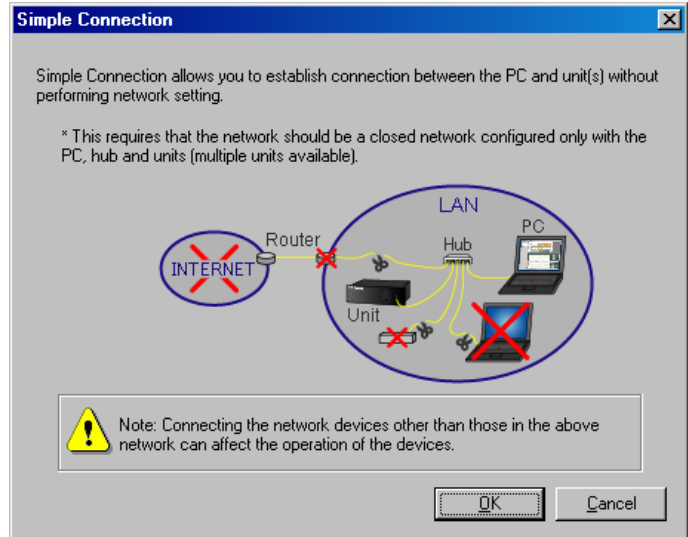 Simple Connection
Simple Connection allows you to establish connection between the PC and unit(s) without
performing network setting.
* This requires that the network should be a closed network configured only with the
PC, hub and units (multiple units available).
LAN
PC
Router
Hub
INTERNET
Unit
Note: Connecting the network devices other than those in the above
network can affect the operation of the devices.
OK
Cancel